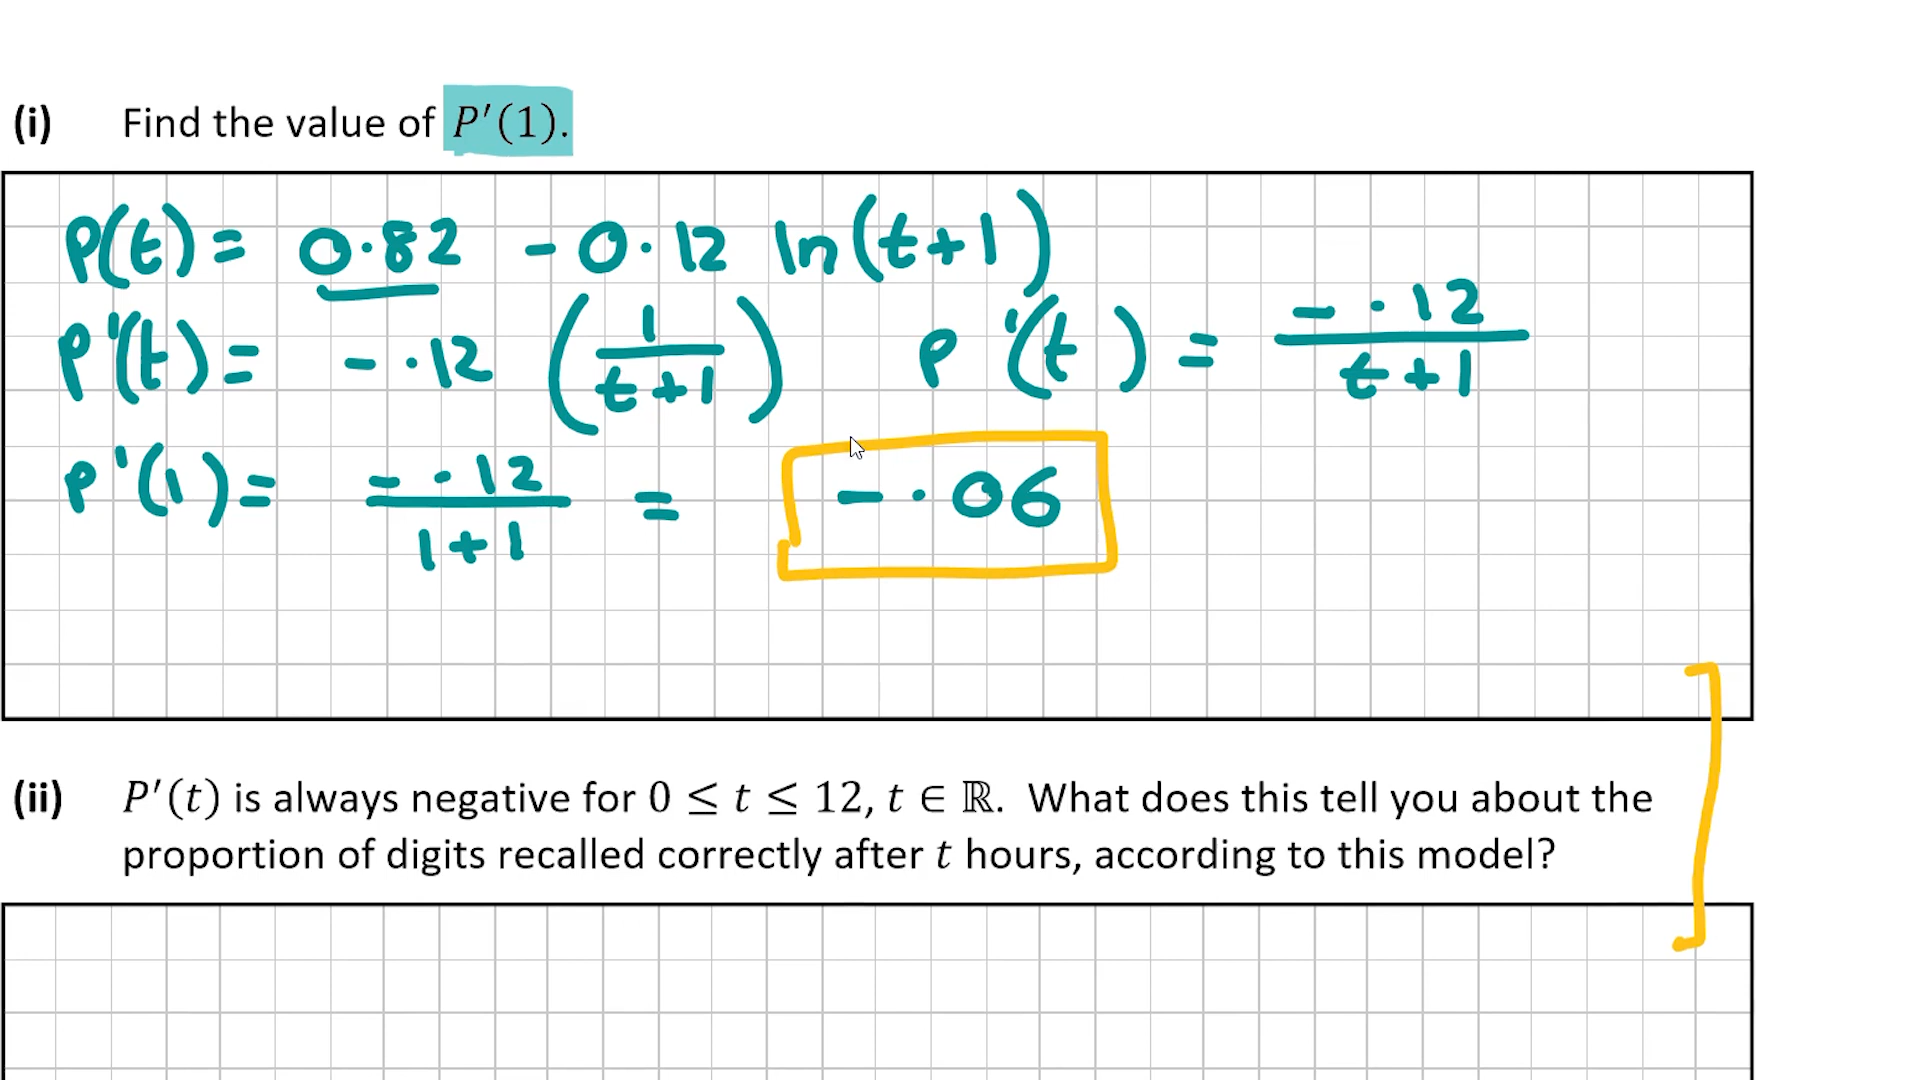 (i) Find the value of P′(1).
P(t) = 0·82 - 0·12 ln(t+1)
P'(t) = - ·12 (1/(t+1)) P'(t) = - ·12/(t+1)
P'(1) = - ·12/(1+1) = - ·06
(ii) P′(t) is always negative for 0 ≤ t ≤ 12, t ∈ ℝ. What does this tell you about the
proportion of digits recalled correctly after t hours, according to this model?